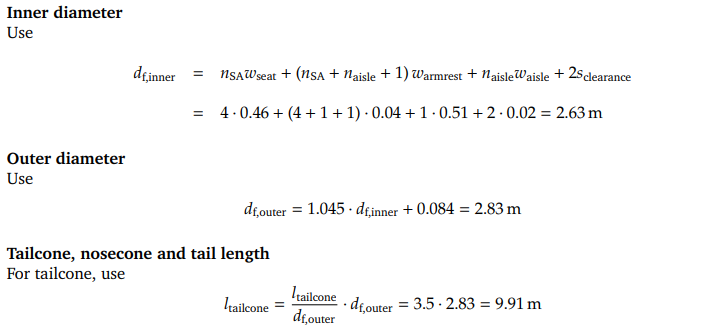 Inner diameter
Use
d_f,inner = n_SA w_seat + (n_SA + n_aisle + 1) w_armrest + n_aisle w_aisle + 2s_clearance
= 4 · 0.46 + (4 + 1 + 1) · 0.04 + 1 · 0.51 + 2 · 0.02 = 2.63 m
Outer diameter
Use
d_f,outer = 1.045 · d_f,inner + 0.084 = 2.83 m
Tailcone, nosecone and tail length
For tailcone, use
l_tailcone = l_tailcone / d_f,outer · d_f,outer = 3.5 · 2.83 = 9.91 m